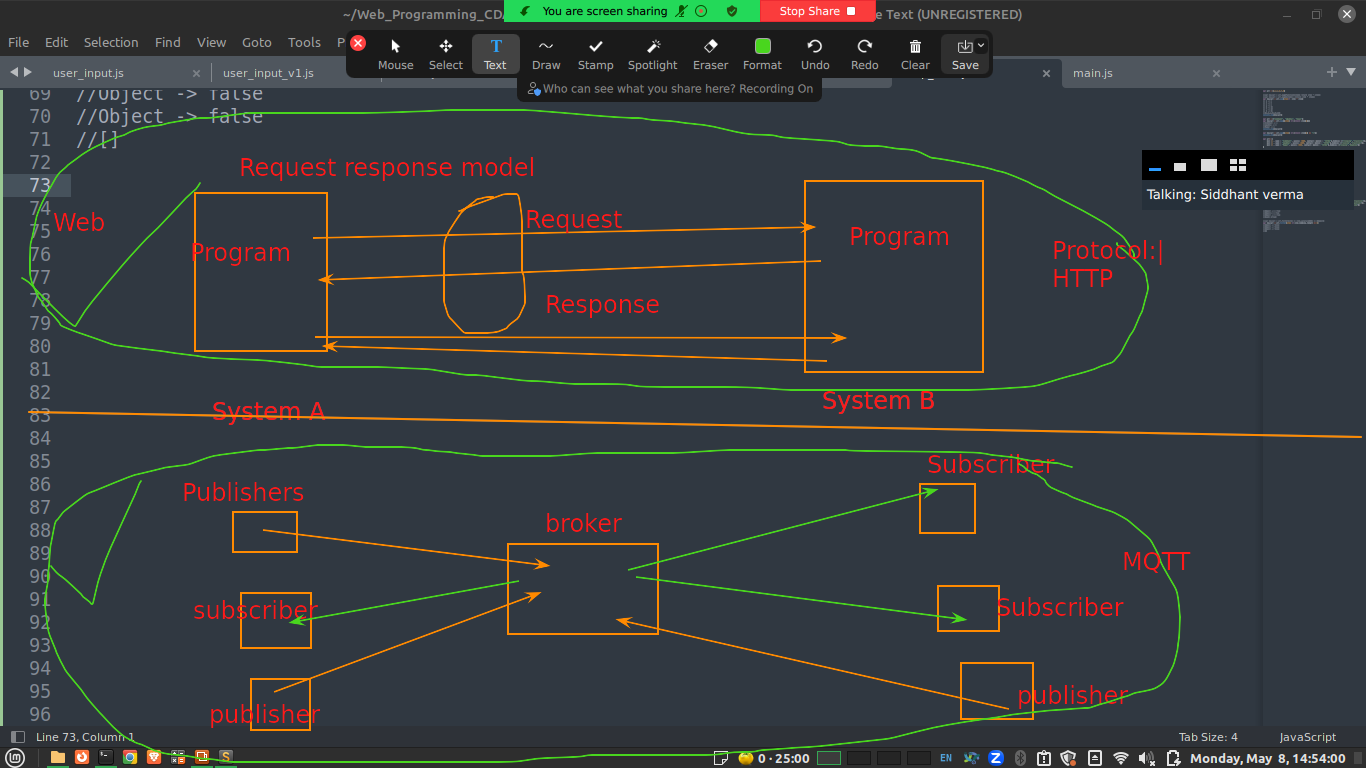 ~/Web_Programming_CDA
You are screen sharing
Stop Share
e Text (UNREGISTERED)
File Edit Selection Find View Goto Tools P
Mouse Select Text Draw Stamp Spotlight Eraser Format Undo Redo Clear Save
user_input.js
user_input_v1.js
main.js
Who can see what you share here? Recording On
69 //Object -> false
70 //Object -> false
71 //[]
72
73
74
75
76
77
78
79
80
81
82
83
84
85
86
87
88
89
90
91
92
93
94
95
96
Request response model
Talking: Siddhant verma
Web
Request
Program
Program
Protocol:
HTTP
Response
System A
System B
Subscriber
Publishers
broker
MQTT
subscriber
Subscriber
publisher
publisher
Line 73, Column 1
Tab Size: 4
JavaScript
0 · 25:00
EN
Z
Monday, May 8, 14:54:00